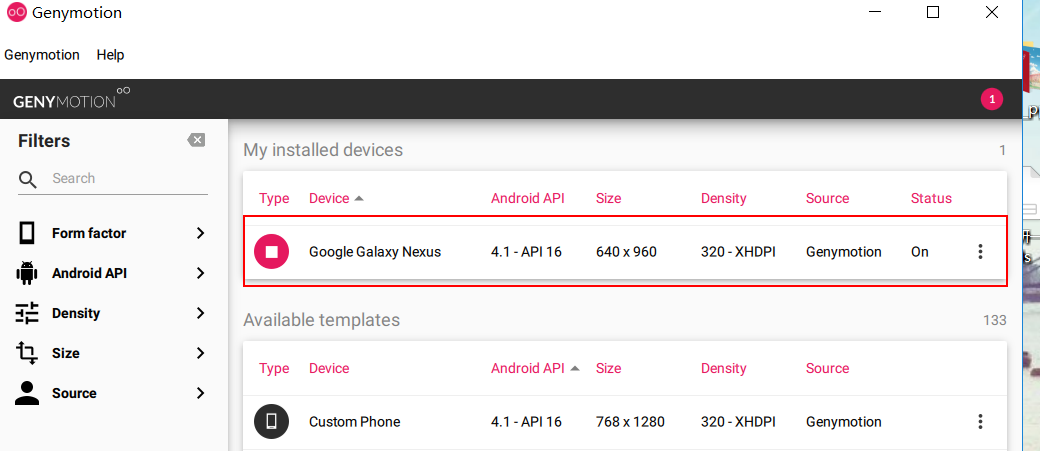 Genymotion
Genymotion Help
GENYMOTION
1
Filters
Search
Form factor
Android API
Density
Size
Source
My installed devices 1
Type Device Android API Size Density Source Status
Google Galaxy Nexus 4.1 - API 16 640 x 960 320 - XHDPI Genymotion On
Available templates 133
Type Device Android API Size Density Source
Custom Phone 4.1 - API 16 768 x 1280 320 - XHDPI Genymotion